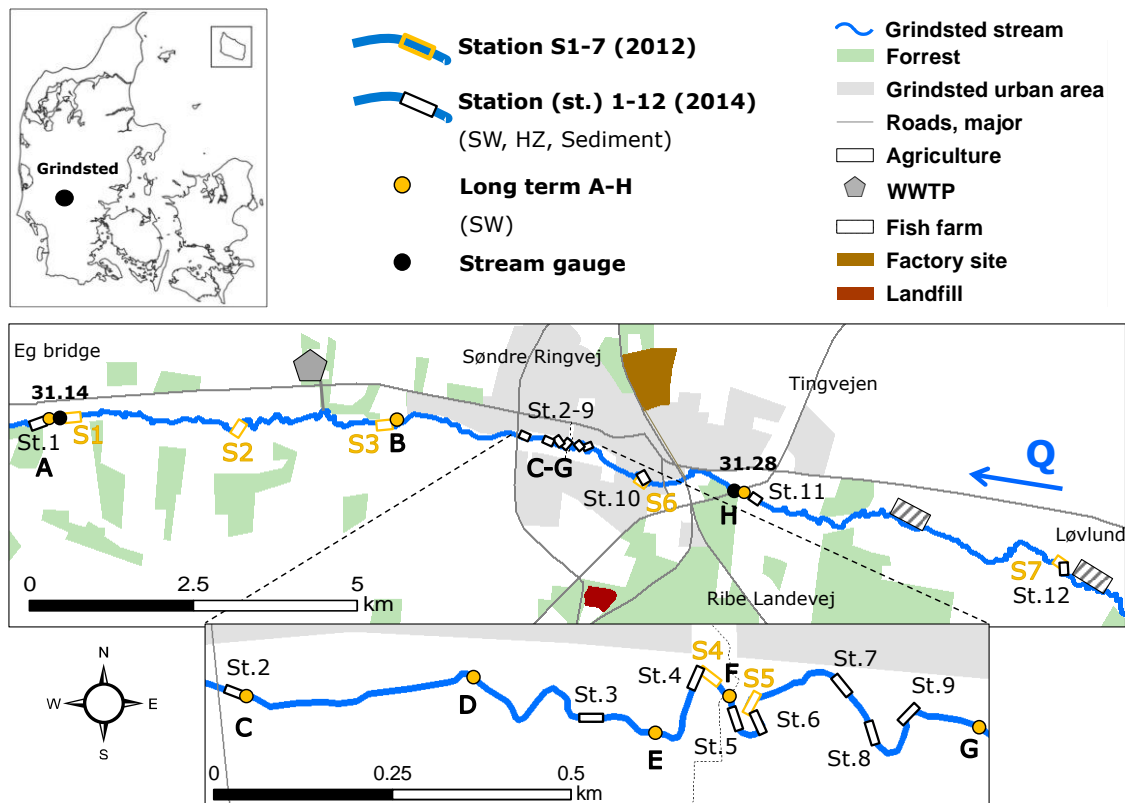 Grindsted
Station S1-7 (2012)
Station (st.) 1-12 (2014)
(SW, HZ, Sediment)
Long term A-H
(SW)
Stream gauge
Grindsted stream
Forrest
Grindsted urban area
Roads, major
Agriculture
WWTP
Fish farm
Factory site
Landfill
Eg bridge
Søndre Ringvej
Tingvejen
31.14
St.1
S1
A
S2
S3
B
St.2-9
C-G
St.10
S6
31.28
H
St.11
Q
Løvlund
S7
St.12
Ribe Landevej
0 2.5 5
km
N
W E
S
St.2
C
D
St.3
E
St.4
S4
F
S5
St.5
St.6
St.7
St.8
St.9
G
0 0.25 0.5
km